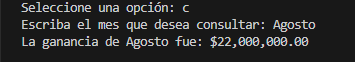 Seleccione una opción: c
Escriba el mes que desea consultar: Agosto
La ganancia de Agosto fue: $22,000,000.00